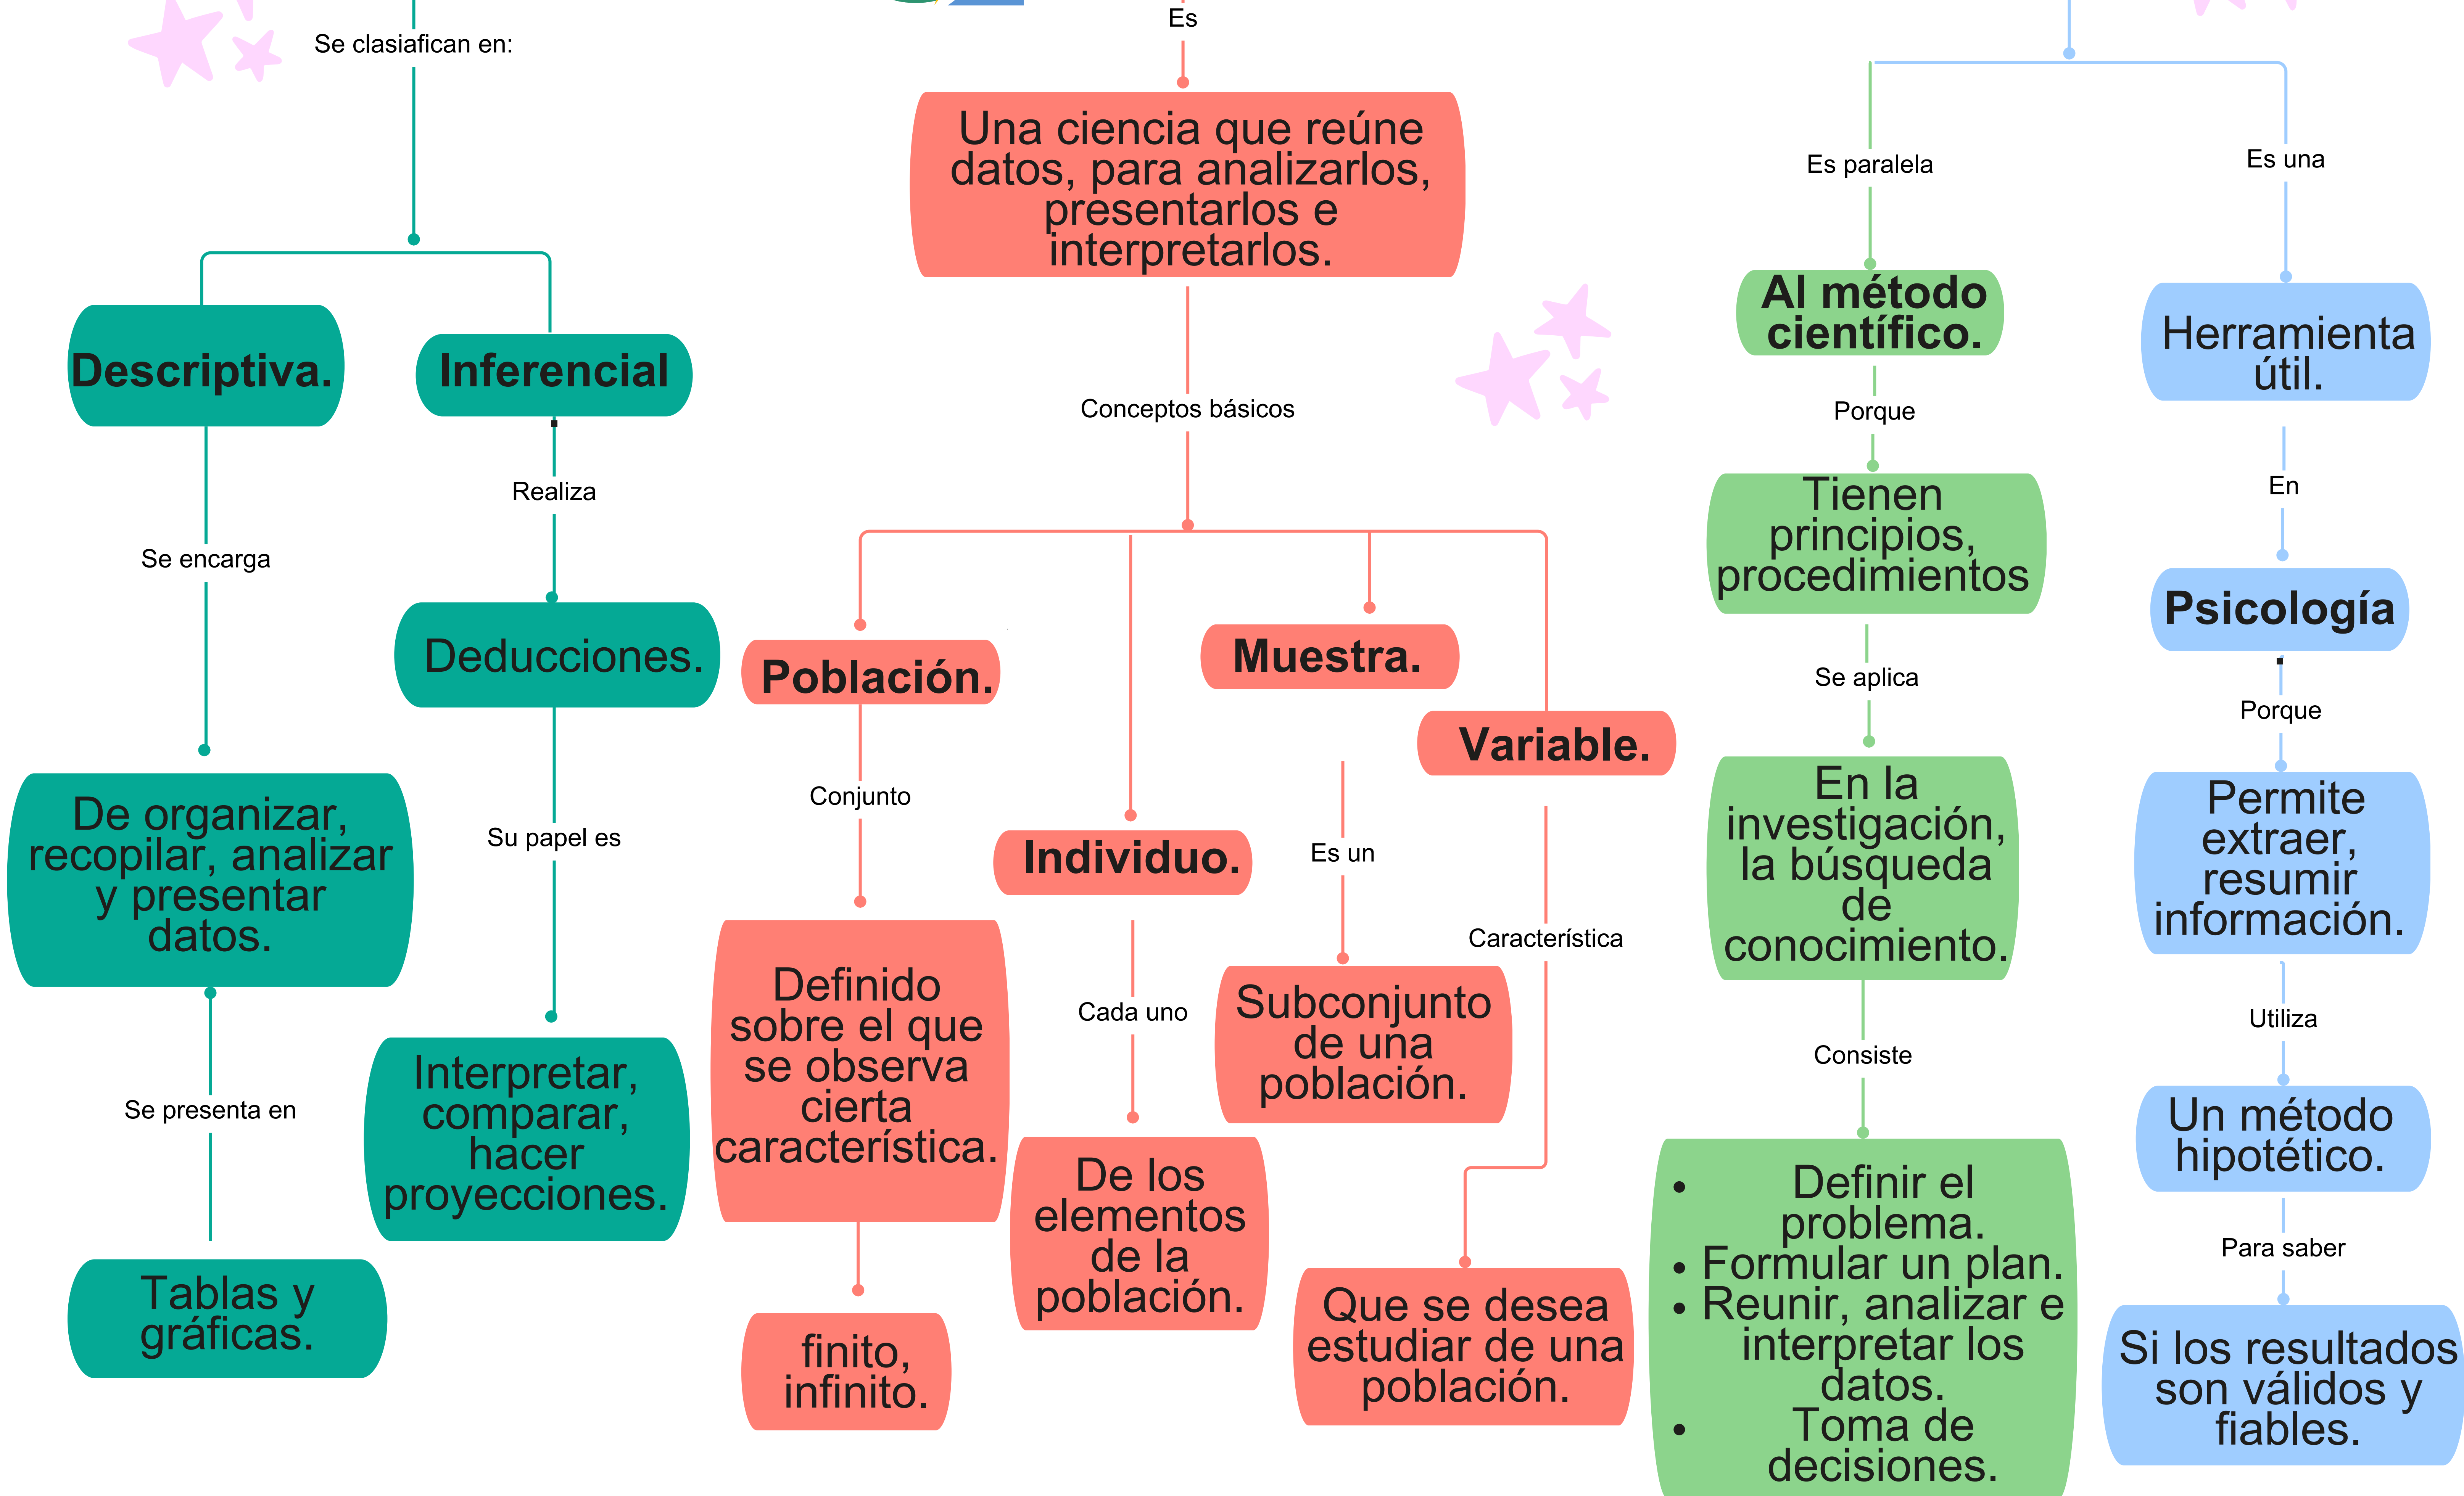 Se clasiafican en:
Descriptiva.
Se encarga
De organizar,
recopilar, analizar
y presentar
datos.
Se presenta en
Tablas y
gráficas.
Inferencial
Realiza
Deducciones.
Su papel es
Interpretar,
comparar,
hacer
proyecciones.
Es
Una ciencia que reúne
datos, para analizarlos,
presentarlos e
interpretarlos.
Conceptos básicos
Población.
Conjunto
Definido
sobre el que
se observa
cierta
característica.
finito,
infinito.
Individuo.
Cada uno
De los
elementos
de la
población.
Muestra.
Es un
Subconjunto
de una
población.
Variable.
Característica
Que se desea
estudiar de una
población.
Es paralela
Al método
científico.
Porque
Tienen
principios,
procedimientos
Se aplica
En la
investigación,
la búsqueda
de
conocimiento.
Consiste
• Definir el
problema.
• Formular un plan.
• Reunir, analizar e
interpretar los
datos.
• Toma de
decisiones.
Es una
Herramienta
útil.
En
Psicología
Porque
Permite
extraer,
resumir
información.
Utiliza
Un método
hipotético.
Para saber
Si los resultados
son válidos y
fiables.